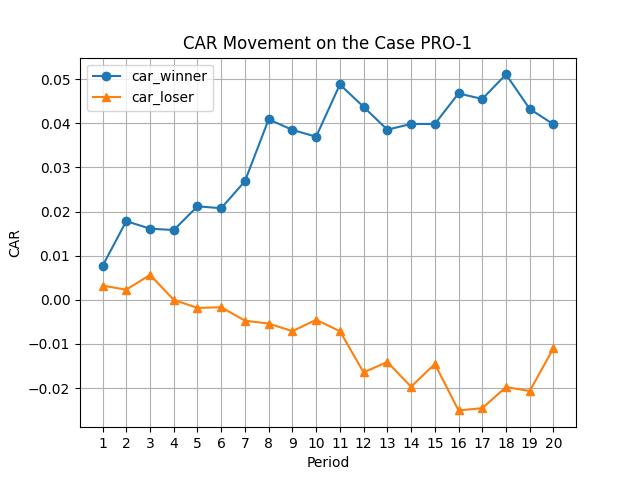 CAR Movement on the Case PRO-1
car_winner
car_loser
0.05
0.04
0.03
0.02
0.01
0.00
−0.01
−0.02
CAR
1 2 3 4 5 6 7 8 9 10 11 12 13 14 15 16 17 18 19 20
Period